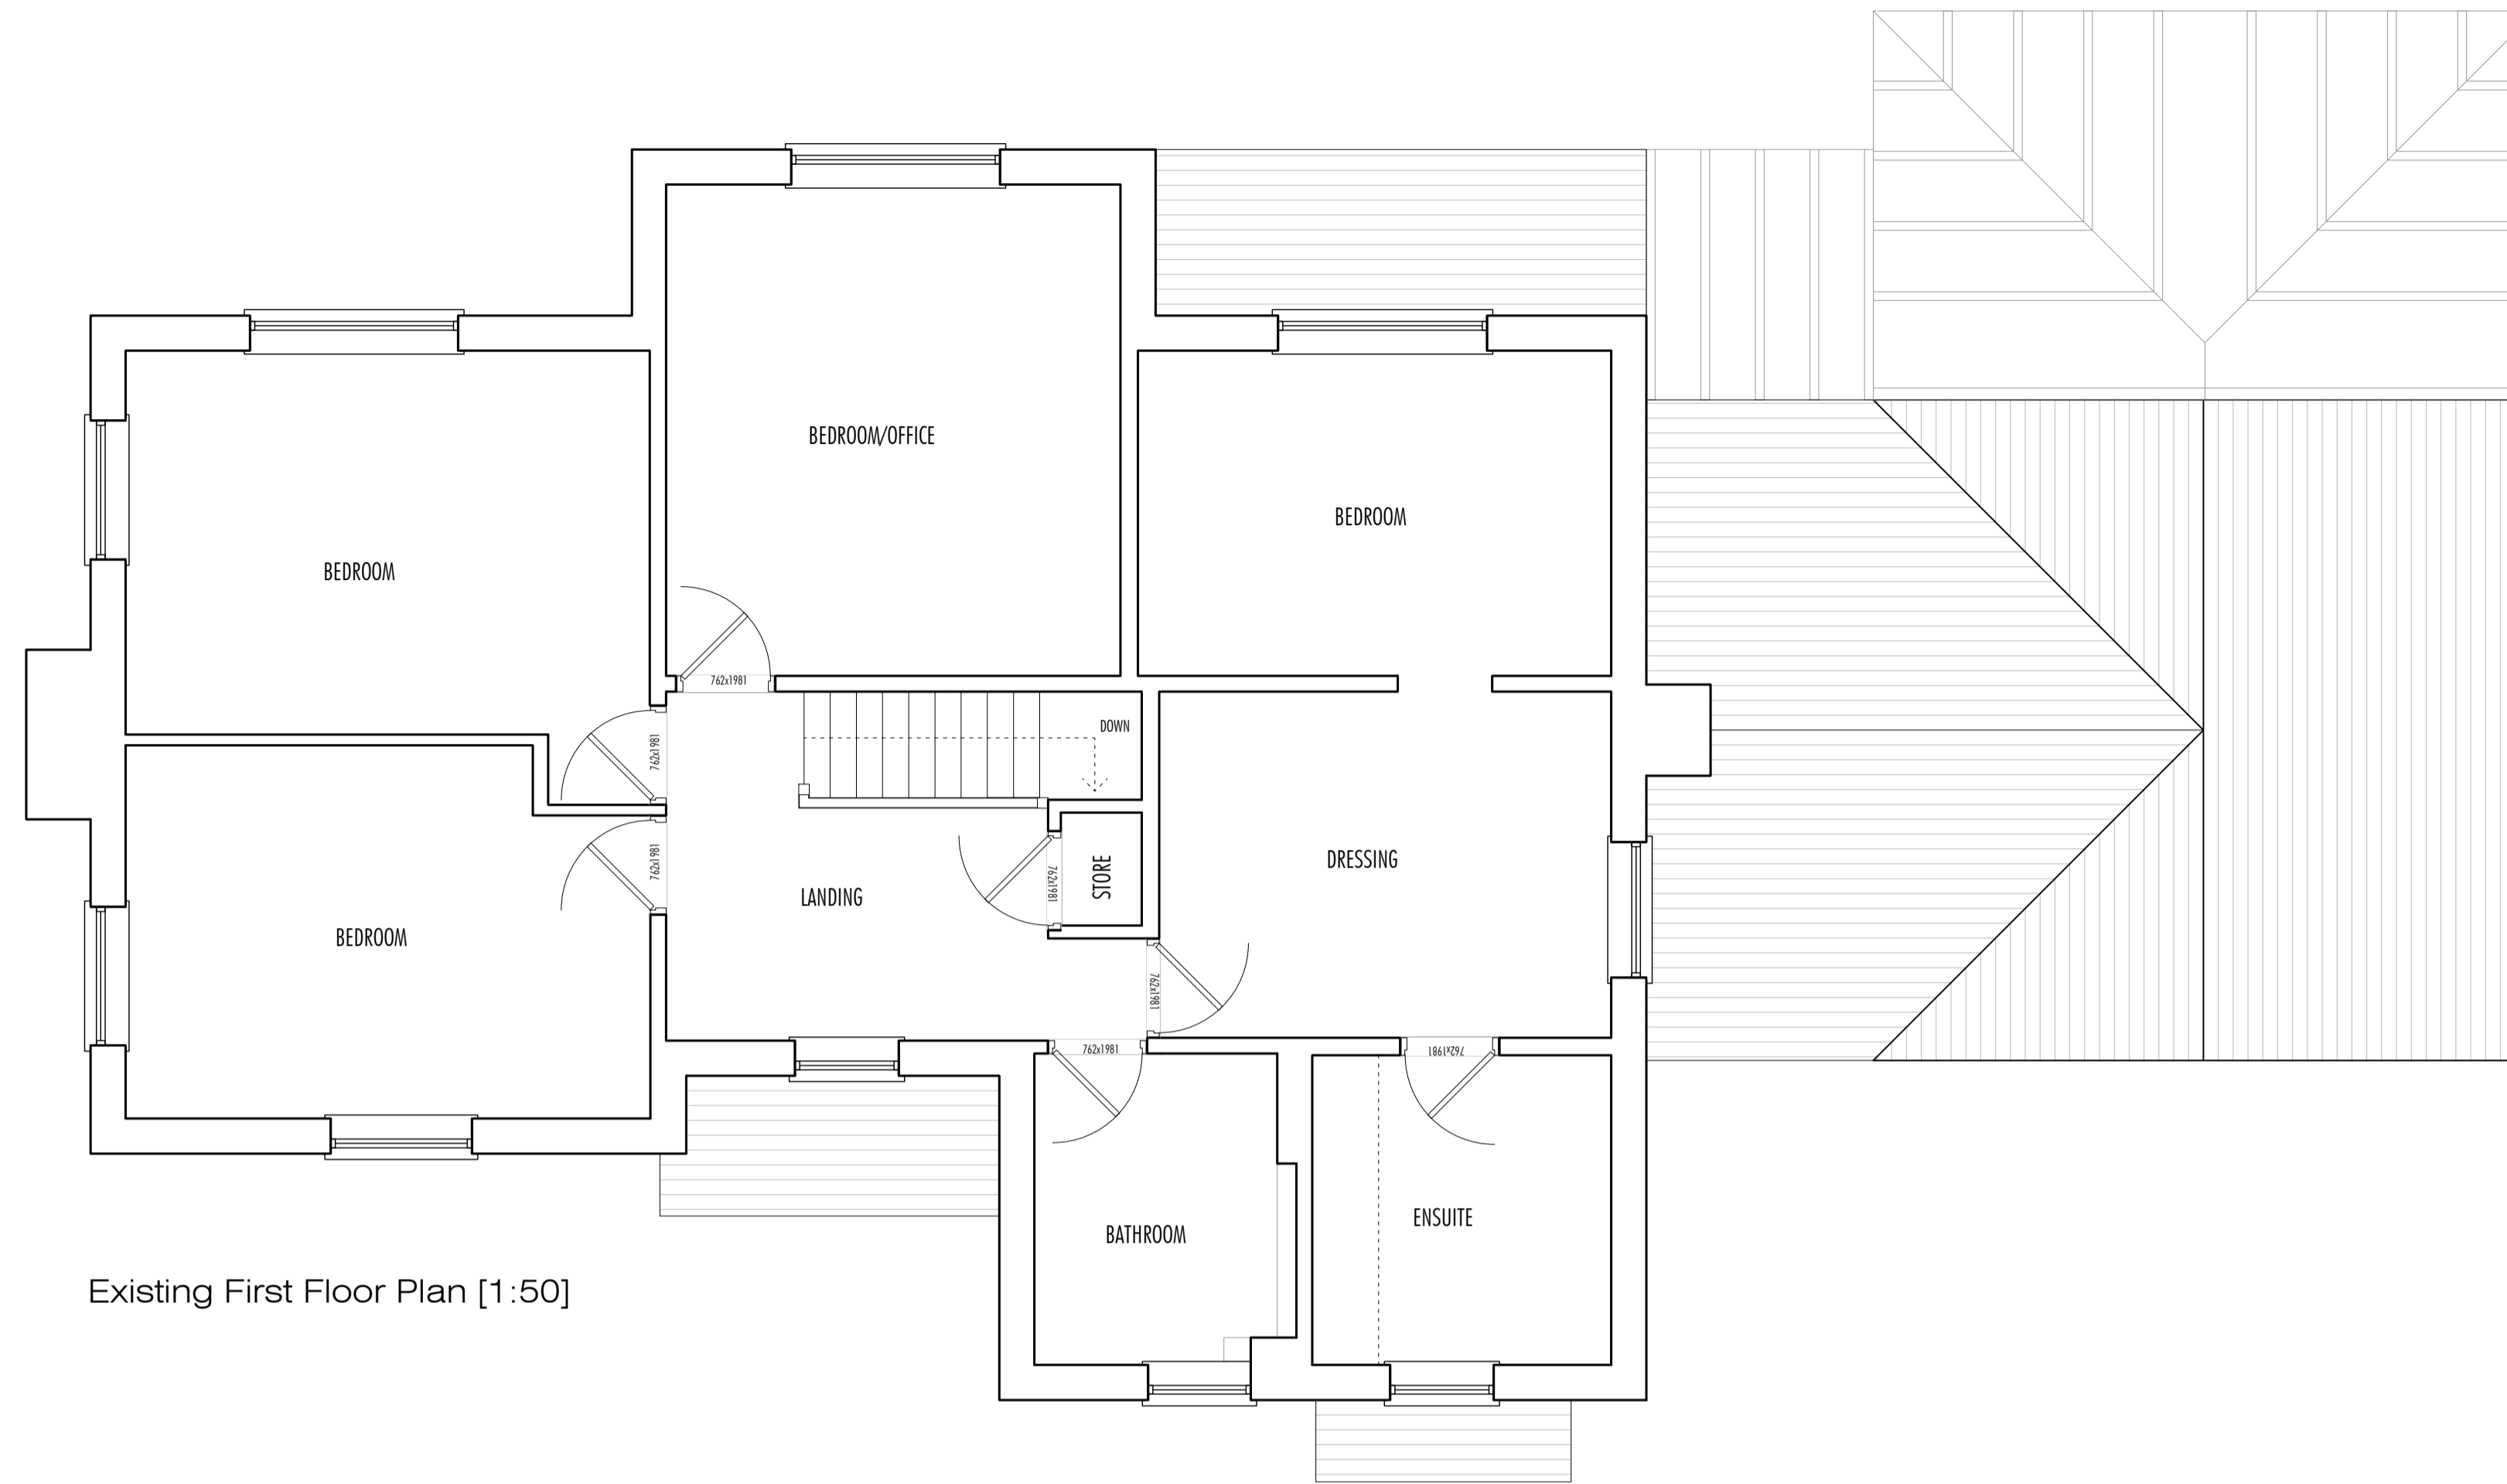 BEDROOM/OFFICE
BEDROOM
BEDROOM
762x1981
DOWN
762x1981
762x1981
STORE
762x1981
DRESSING
LANDING
BEDROOM
762x1981
762x1981
762x1981
ENSUITE
BATHROOM
Existing First Floor Plan [1:50]